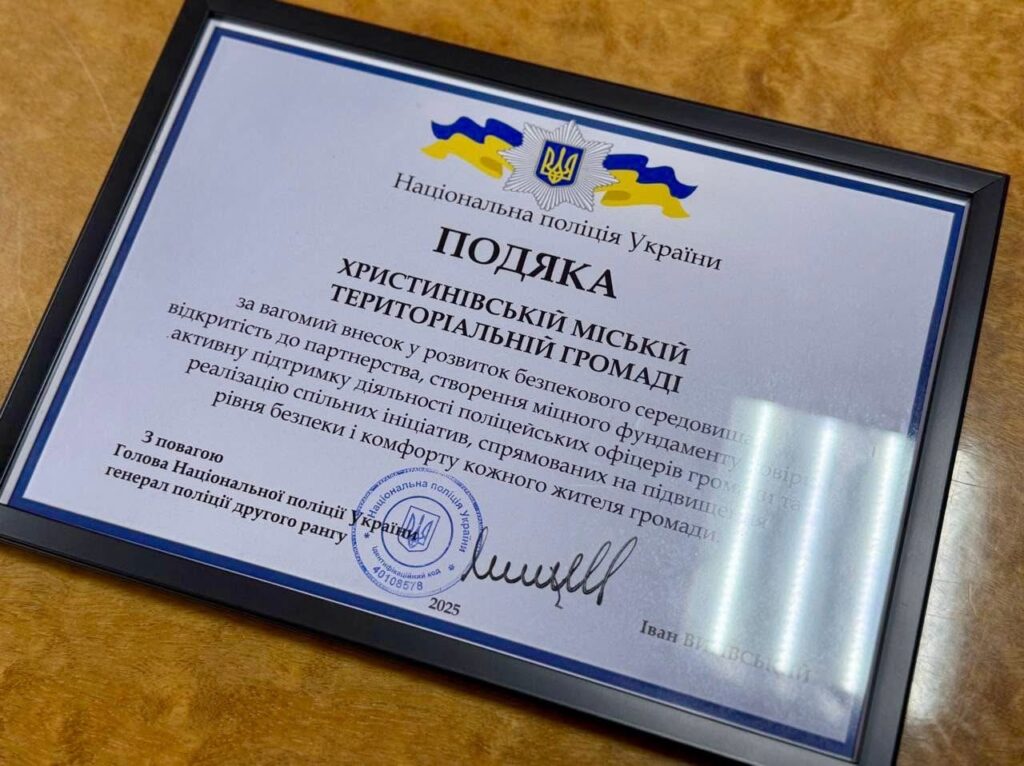 Національна поліція України
ПОДЯКА
ХРИСТИНІВСЬКІЙ МІСЬКІЙ
ТЕРИТОРІАЛЬНІЙ ГРОМАДІ
за вагомий внесок у розвиток безпекового середовища
відкритість до партнерства, створення міцного фундаменту
активну підтримку діяльності поліцейських офіцерів громади та
реалізацію спільних ініціатив, спрямованих на підвищення
рівня безпеки і комфорту кожного жителя громади.
З повагою
Голова Національної поліції України
генерал поліції другого рангу
Національна поліція України
ідентифікаційний код
40108578
2025
Іван